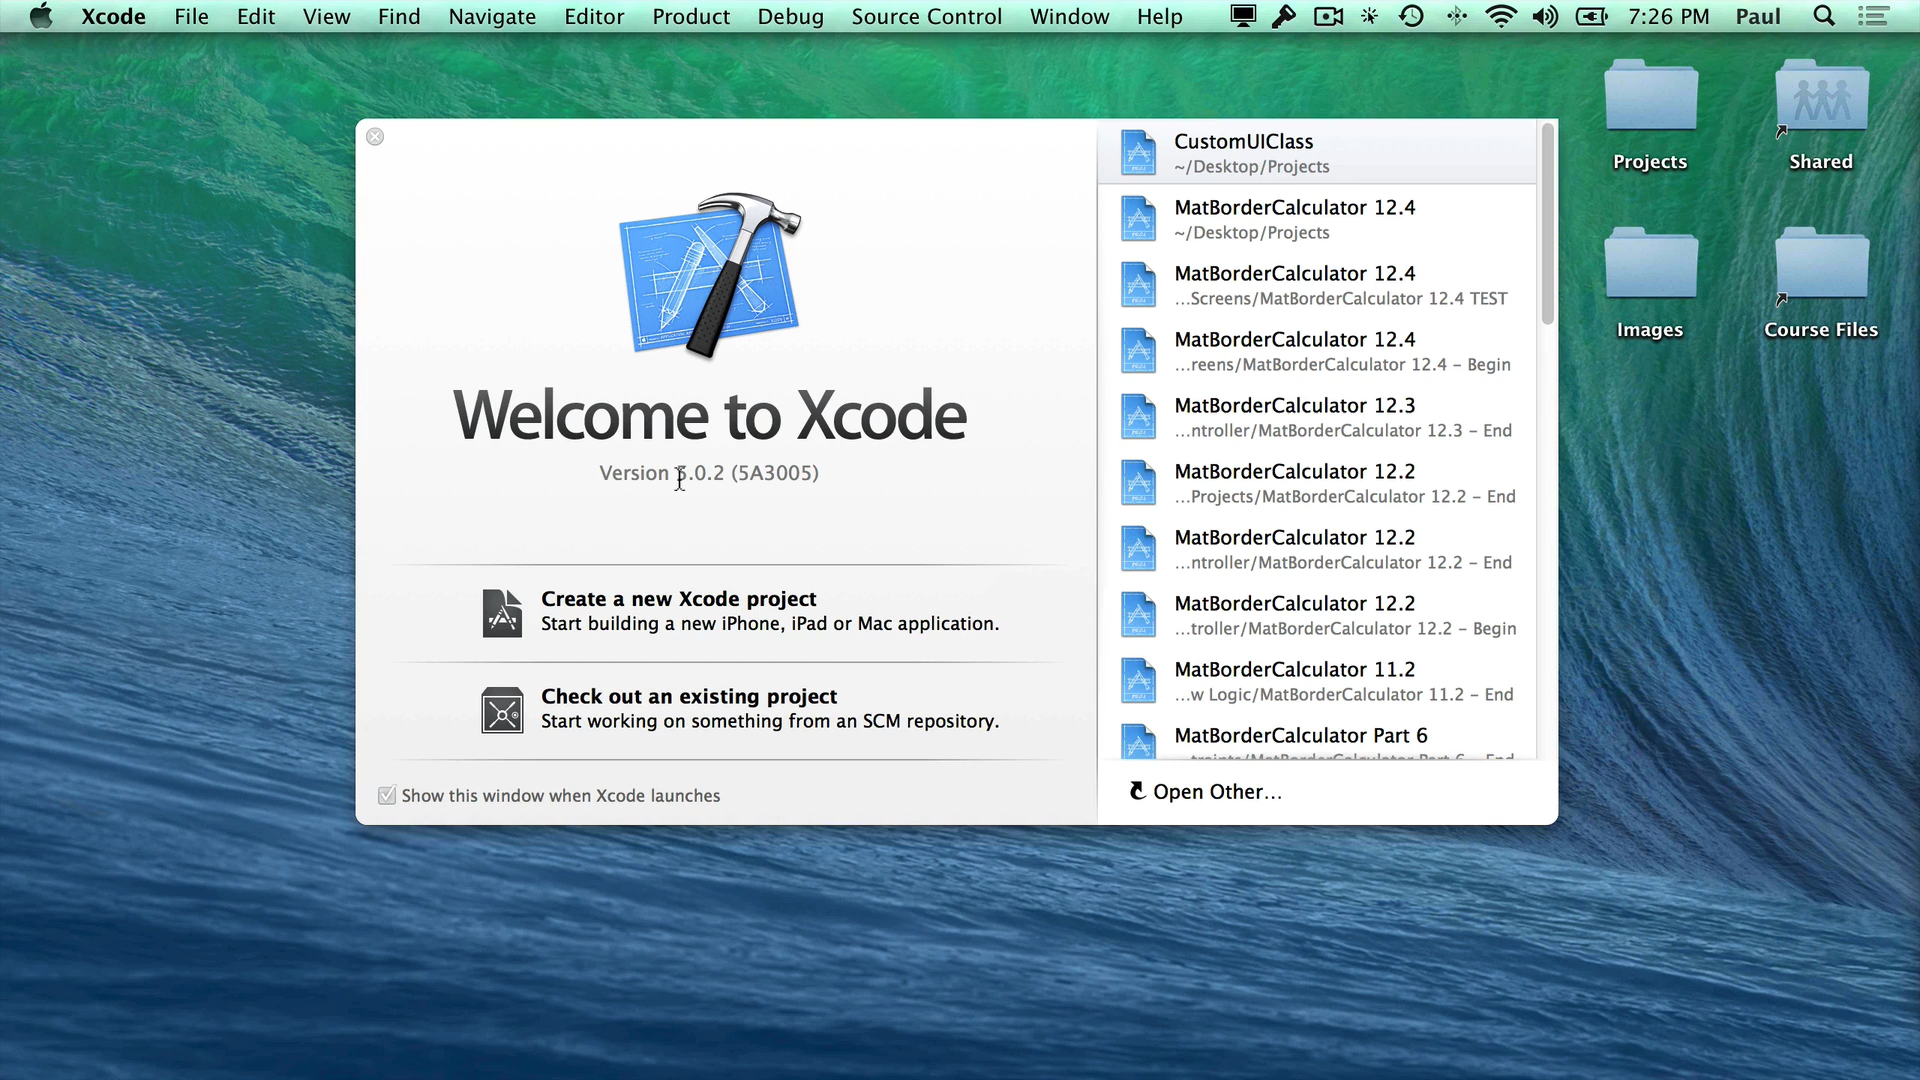 Xcode File Edit View Find Navigate Editor Product Debug Source Control Window Help 7:26 PM Paul
Projects
Shared
Images
Course Files
Welcome to Xcode
Version 5.0.2 (5A3005)
Create a new Xcode project
Start building a new iPhone, iPad or Mac application.
Check out an existing project
Start working on something from an SCM repository.
Show this window when Xcode launches
CustomUIClass
~/Desktop/Projects
MatBorderCalculator 12.4
~/Desktop/Projects
MatBorderCalculator 12.4
...Screens/MatBorderCalculator 12.4 TEST
MatBorderCalculator 12.4
...reens/MatBorderCalculator 12.4 – Begin
MatBorderCalculator 12.3
...ntroller/MatBorderCalculator 12.3 – End
MatBorderCalculator 12.2
...Projects/MatBorderCalculator 12.2 – End
MatBorderCalculator 12.2
...ntroller/MatBorderCalculator 12.2 – End
MatBorderCalculator 12.2
...troller/MatBorderCalculator 12.2 – Begin
MatBorderCalculator 11.2
...w Logic/MatBorderCalculator 11.2 – End
MatBorderCalculator Part 6
Open Other...